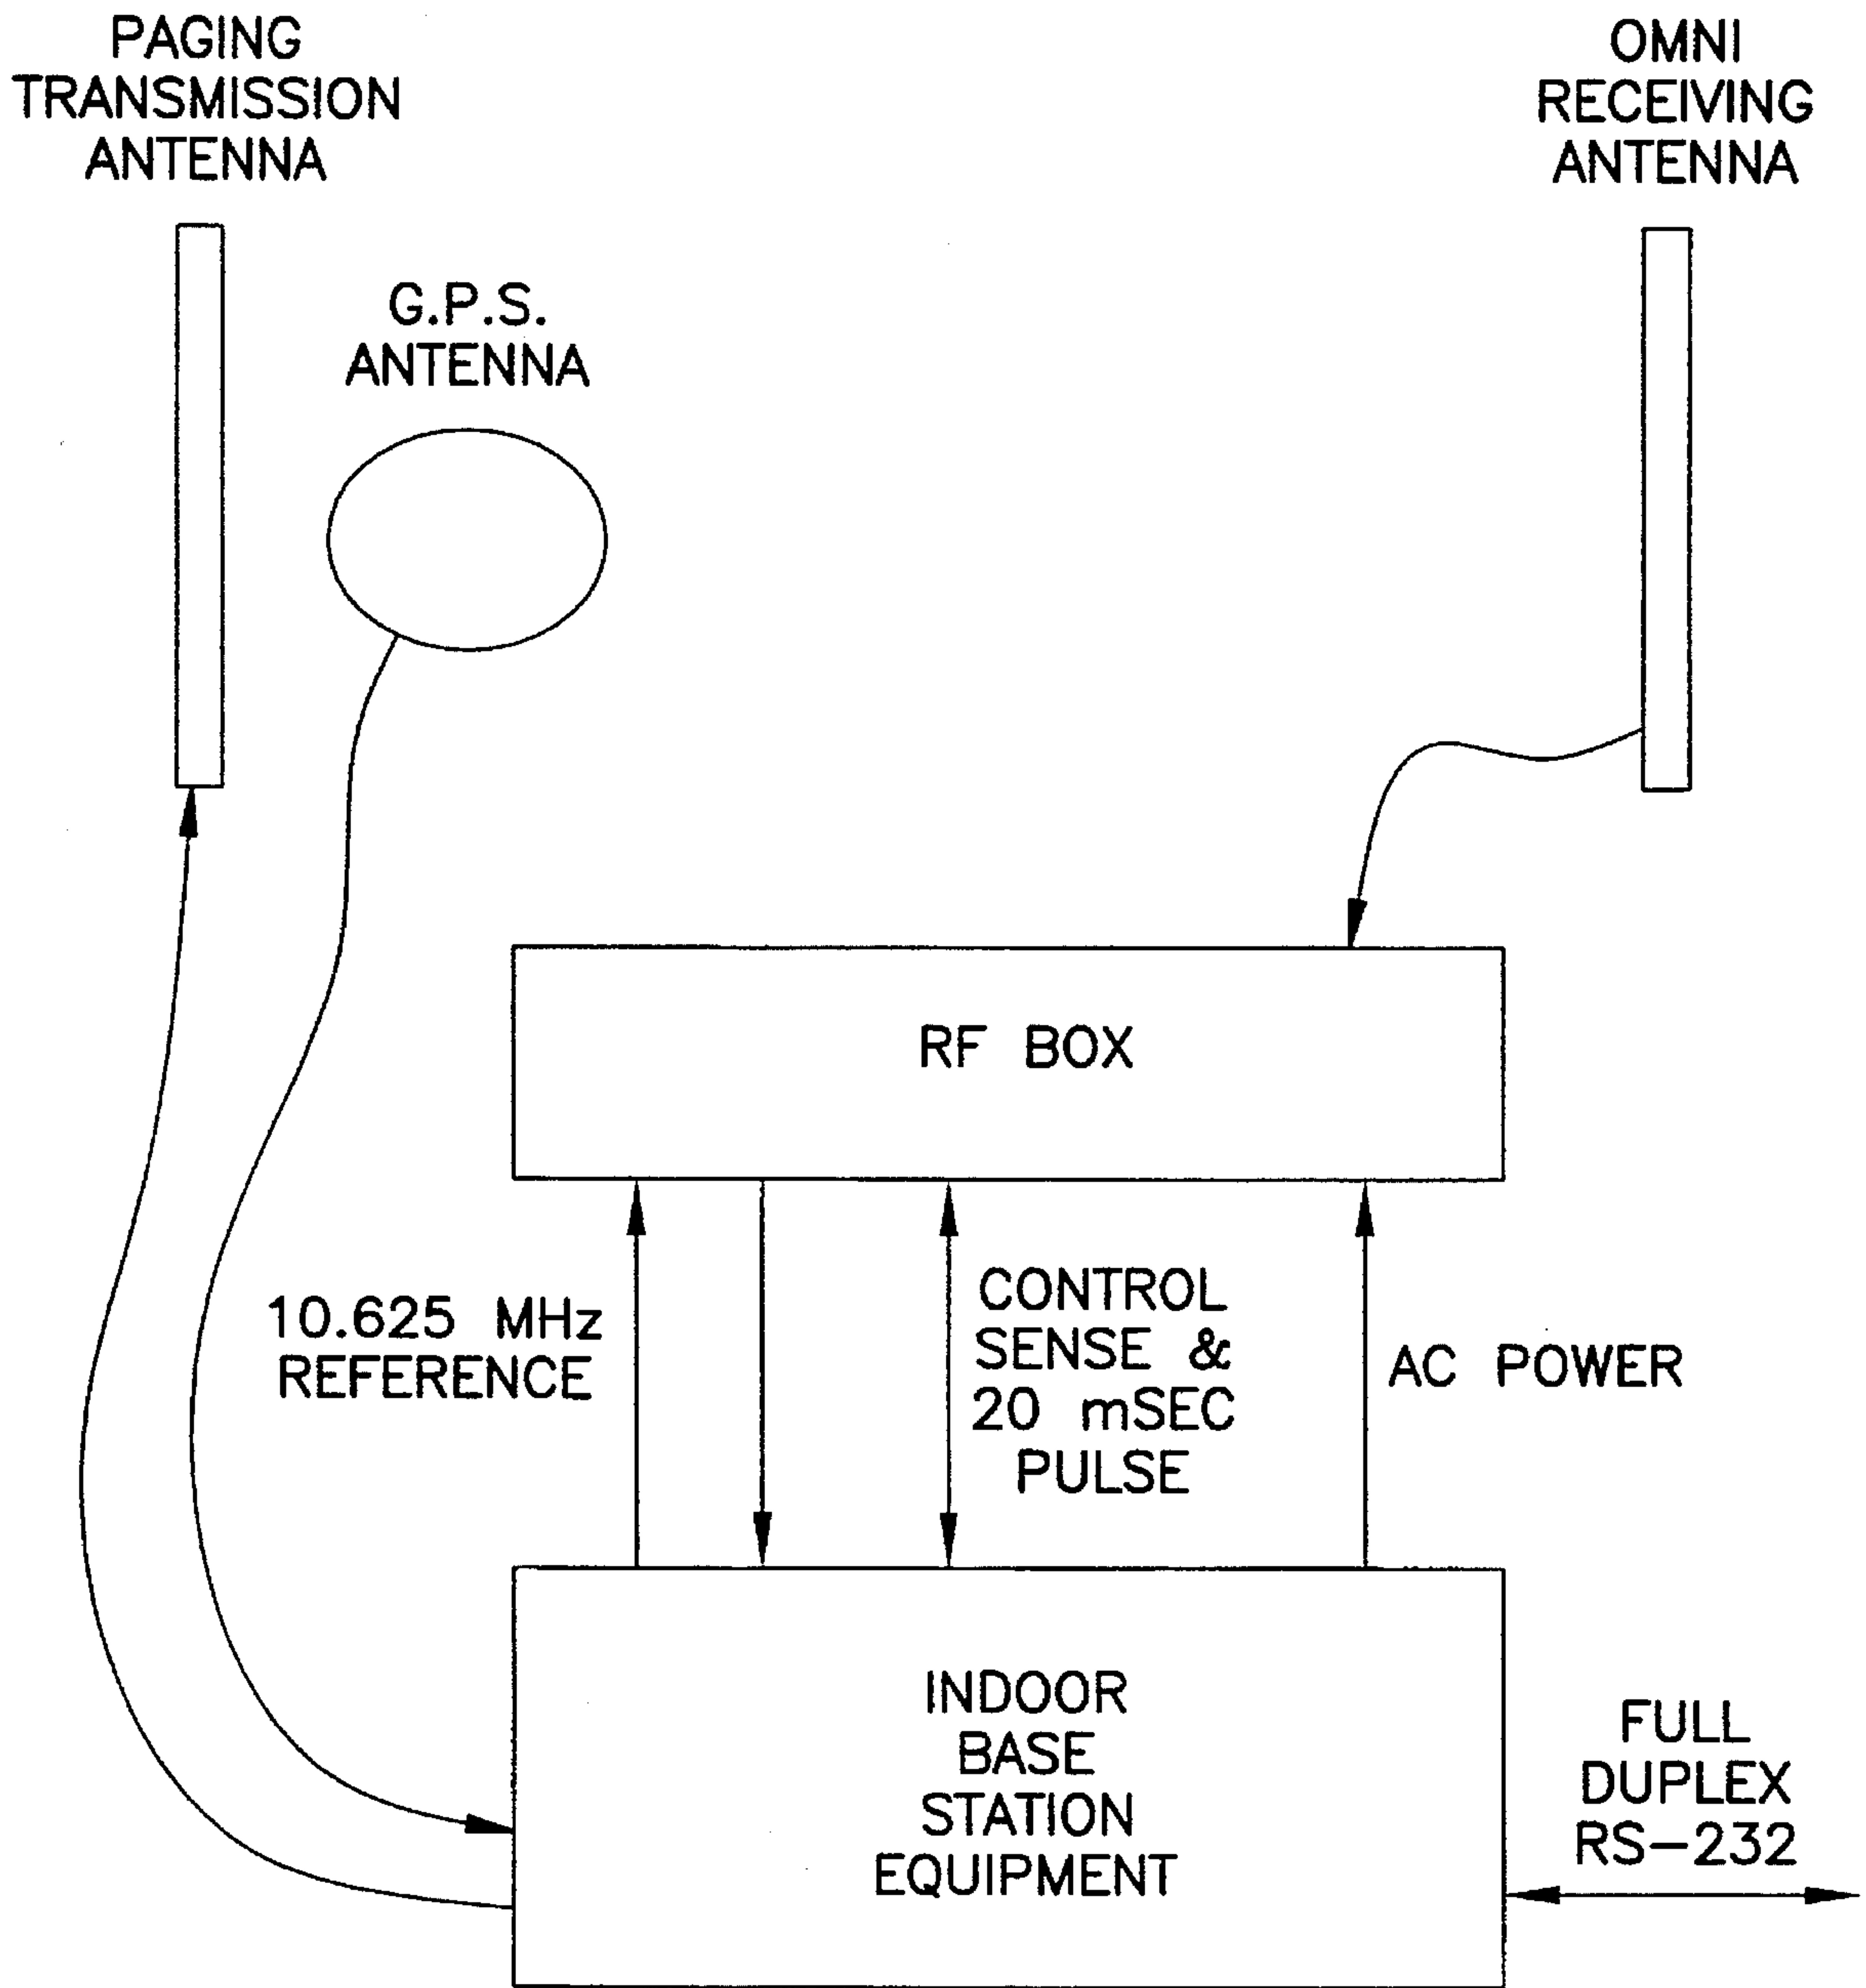 PAGING
TRANSMISSION
ANTENNA
OMNI
RECEIVING
ANTENNA
G.P.S.
ANTENNA
RF BOX
10.625 MHz
REFERENCE
CONTROL
SENSE &
20 mSEC
PULSE
AC POWER
INDOOR
BASE
STATION
EQUIPMENT
FULL
DUPLEX
RS-232